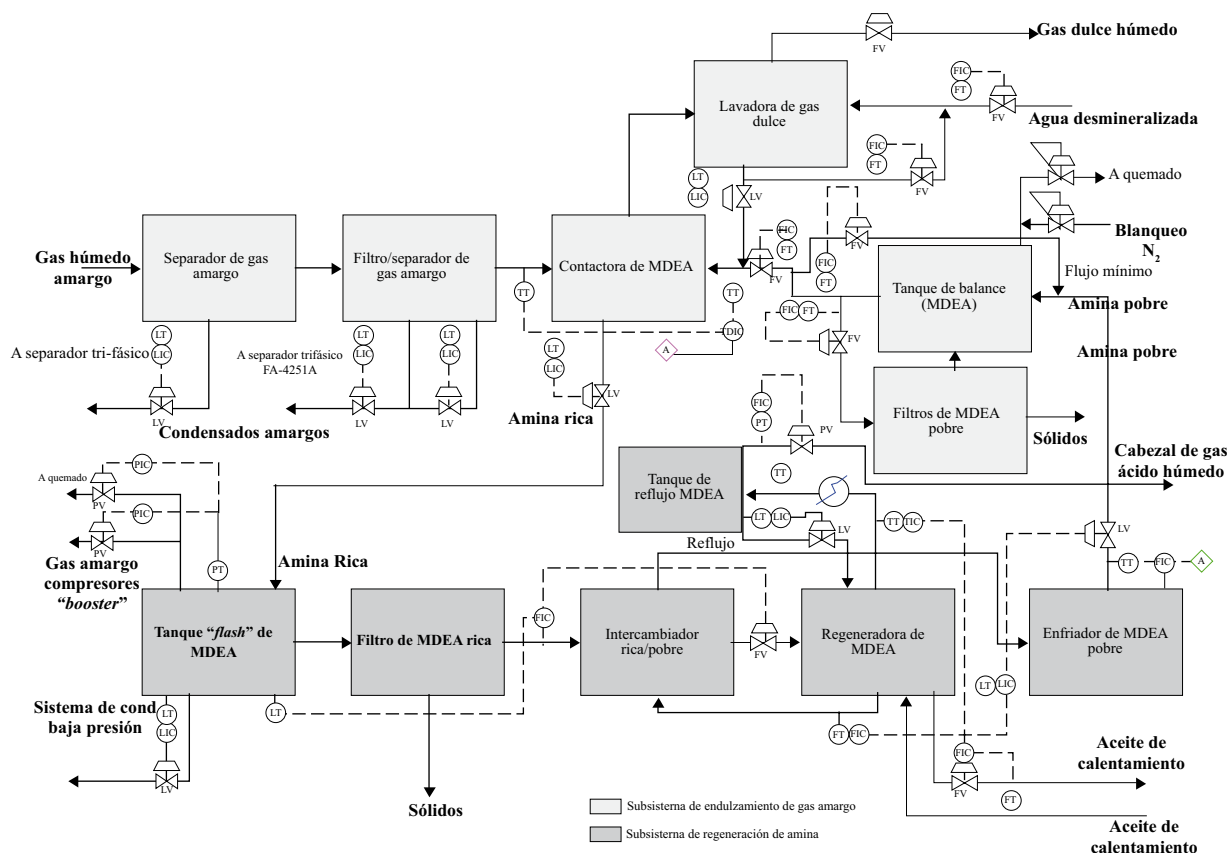 Gas dulce húmedo
FV
Lavadora de gas
dulce
FIC
FT
FV
Agua desmineralizada
FIC
FT
FV
LT
LIC
LV
A quemado
Blanqueo
N2
Gas húmedo
amargo
Separador de gas
amargo
Filtro/separador de
gas amargo
Contactora de MDEA
FIC
FT
FV
FIC
FT
FV
Tanque de balance
(MDEA)
Flujo mínimo
Amina pobre
TT
TT
TDIC
A
FIC
FT
FV
Amina pobre
A separador tri-fásico
LT
LIC
LV
A separador trifásico
FA-4251A
LT
LIC
LV
LT
LIC
LV
Condensados amargos
LT
LIC
LV
Amina rica
Filtros de MDEA
pobre
Sólidos
FIC
PT
PV
TT
Cabezal de gas
ácido húmedo
Tanque de
reflujo MDEA
LT
LIC
LV
Reflujo
TT
TIC
A quemado
PIC
PV
PIC
PV
Gas amargo
compresores
“booster”
PT
Amina Rica
LV
TT
FIC
A
Tanque “flash” de
MDEA
Filtro de MDEA rica
FIC
Intercambiador
rica/pobre
FV
Regeneradora de
MDEA
Enfriador de MDEA
pobre
LT
LIC
Sistema de cond
baja presión
LT
LIC
LV
LT
Sólidos
FT
FIC
FIC
FV
FT
Aceite de
calentamiento
Aceite de
calentamiento
Subsisterna de endulzamiento de gas amargo
Subsisterna de regeneración de amina